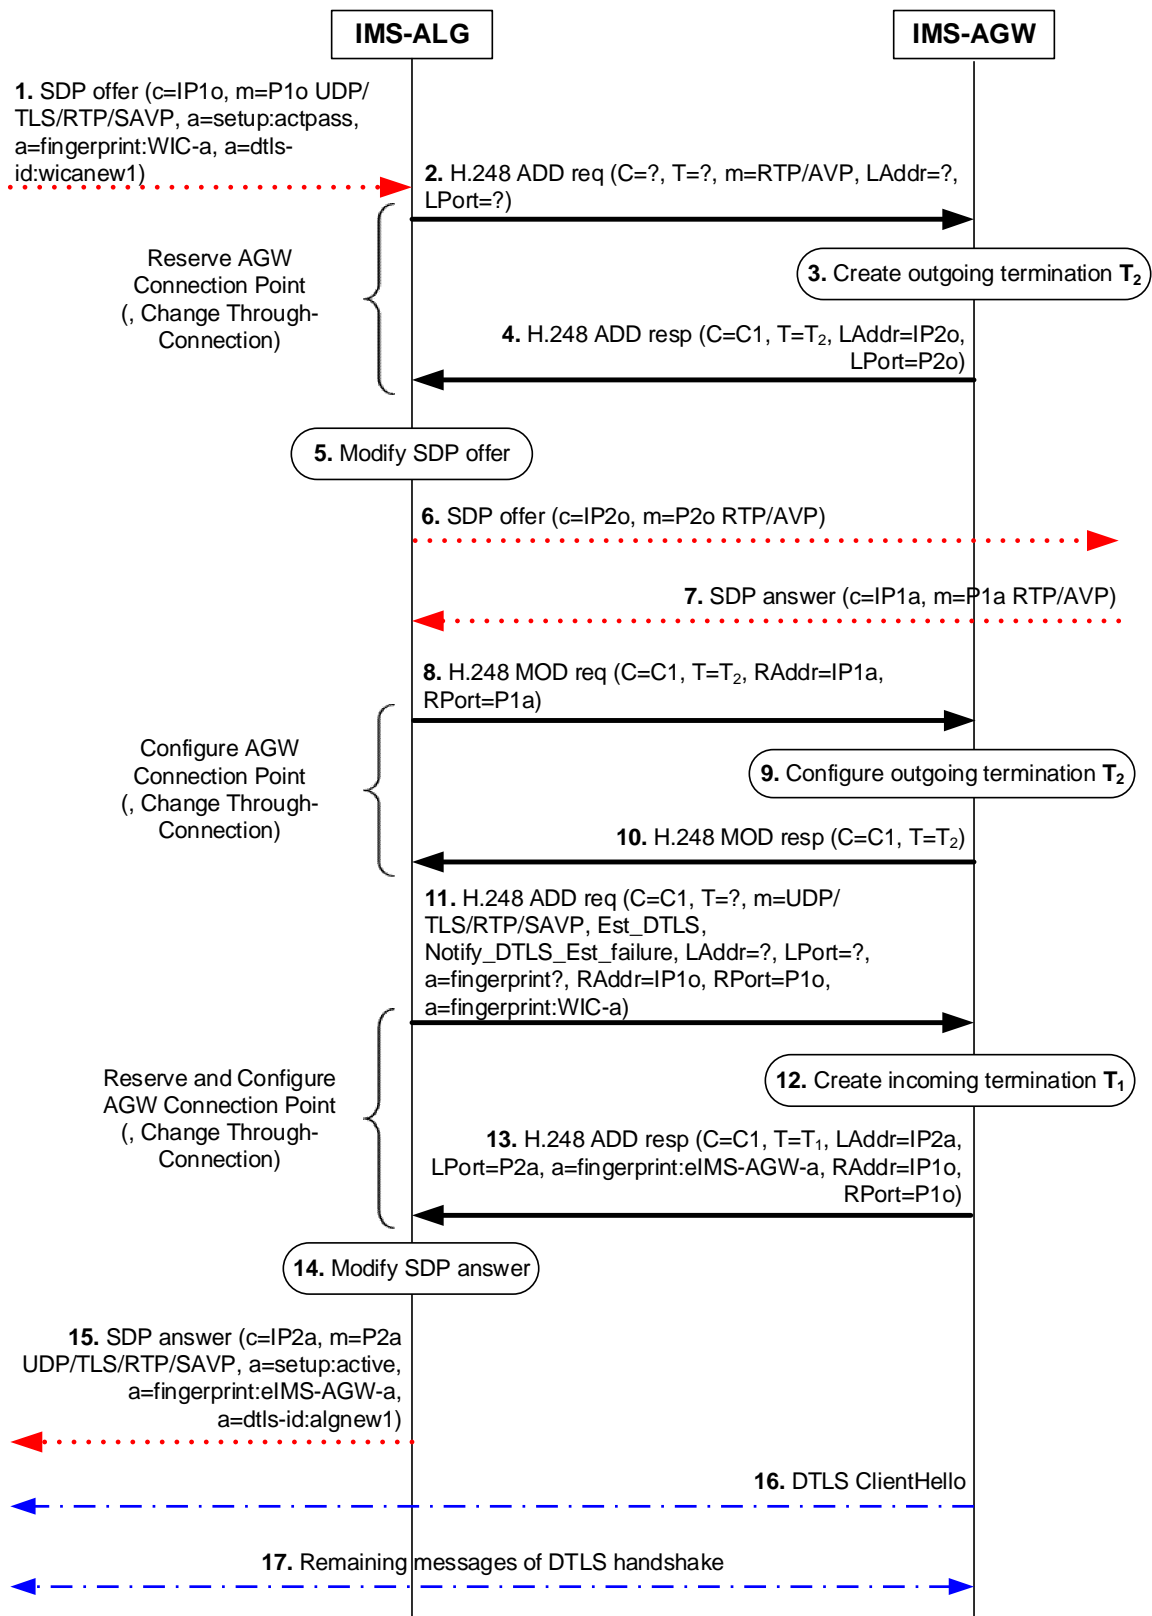 IMS-ALG
IMS-AGW
1. SDP offer (c=IP1o, m=P1o UDP/
TLS/RTP/SAVP, a=setup:actpass,
a=fingerprint:WIC-a, a=dtls-
id:wicanew1)
2. H.248 ADD req (C=?, T=?, m=RTP/AVP, LAddr=?,
LPort=?)
Reserve AGW
Connection Point
(, Change Through-
Connection)
3. Create outgoing termination T2
4. H.248 ADD resp (C=C1, T=T2, LAddr=IP2o,
LPort=P2o)
5. Modify SDP offer
6. SDP offer (c=IP2o, m=P2o RTP/AVP)
7. SDP answer (c=IP1a, m=P1a RTP/AVP)
8. H.248 MOD req (C=C1, T=T2, RAddr=IP1a,
RPort=P1a)
Configure AGW
Connection Point
(, Change Through-
Connection)
9. Configure outgoing termination T2
10. H.248 MOD resp (C=C1, T=T2)
11. H.248 ADD req (C=C1, T=?, m=UDP/
TLS/RTP/SAVP, Est_DTLS,
Notify_DTLS_Est_failure, LAddr=?, LPort=?,
a=fingerprint?, RAddr=IP1o, RPort=P1o,
a=fingerprint:WIC-a)
Reserve and Configure
AGW Connection Point
(, Change Through-
Connection)
12. Create incoming termination T1
13. H.248 ADD resp (C=C1, T=T1, LAddr=IP2a,
LPort=P2a, a=fingerprint:eIMS-AGW-a, RAddr=IP1o,
RPort=P1o)
14. Modify SDP answer
15. SDP answer (c=IP2a, m=P2a
UDP/TLS/RTP/SAVP, a=setup:active,
a=fingerprint:eIMS-AGW-a,
a=dtls-id:algnew1)
16. DTLS ClientHello
17. Remaining messages of DTLS handshake